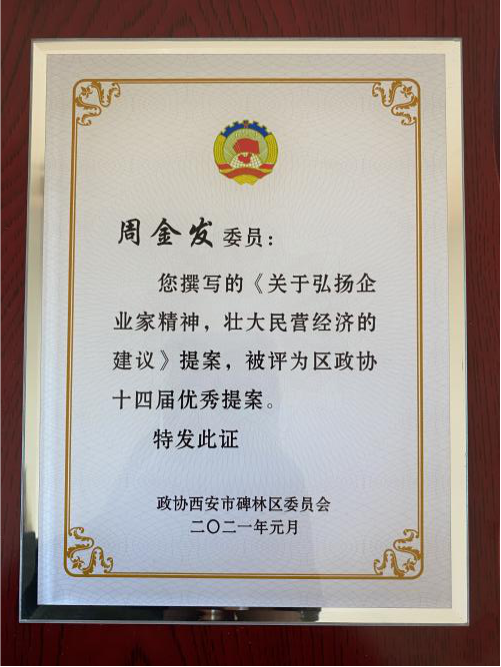 周金发委员：
您撰写的《关于弘扬企
业家精神，壮大民营经济的
建议》提案，被评为区政协
十四届优秀提案。
特发此证
政协西安市碑林区委员会
二〇二一年元月